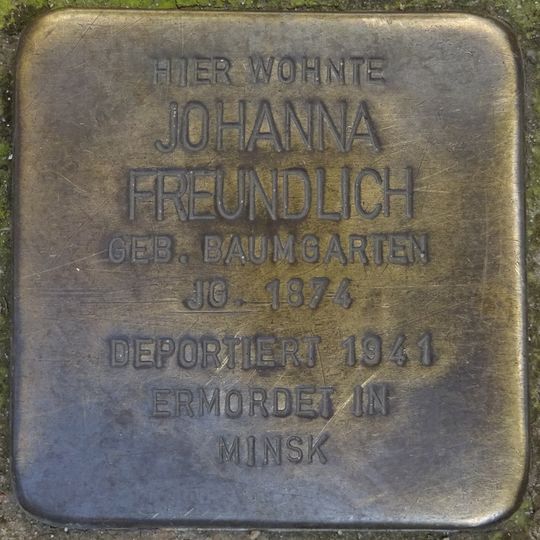 HIER WOHNTE
JOHANNA
FREUNDLICH
GEB. BAUMGARTEN
JG. 1874
DEPORTIERT 1941
ERMORDET IN
MINSK